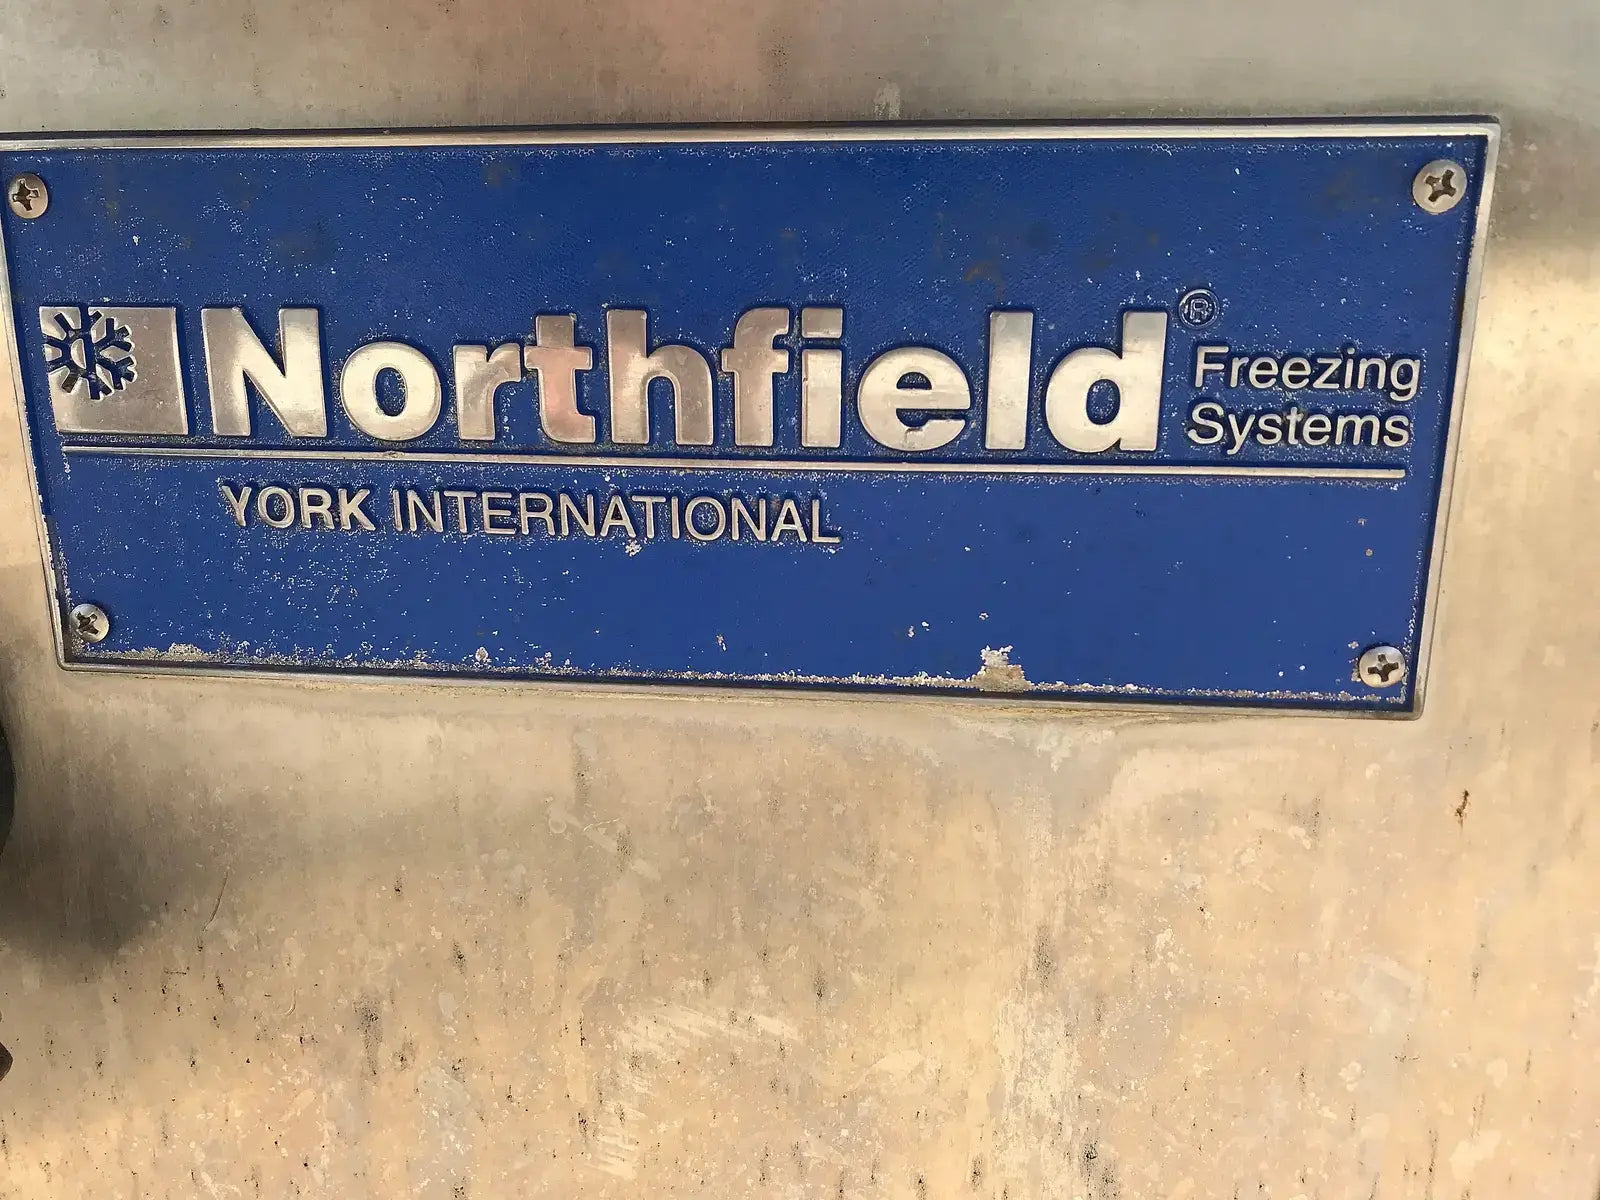 Northfield®
Freezing
Systems
YORK INTERNATIONAL